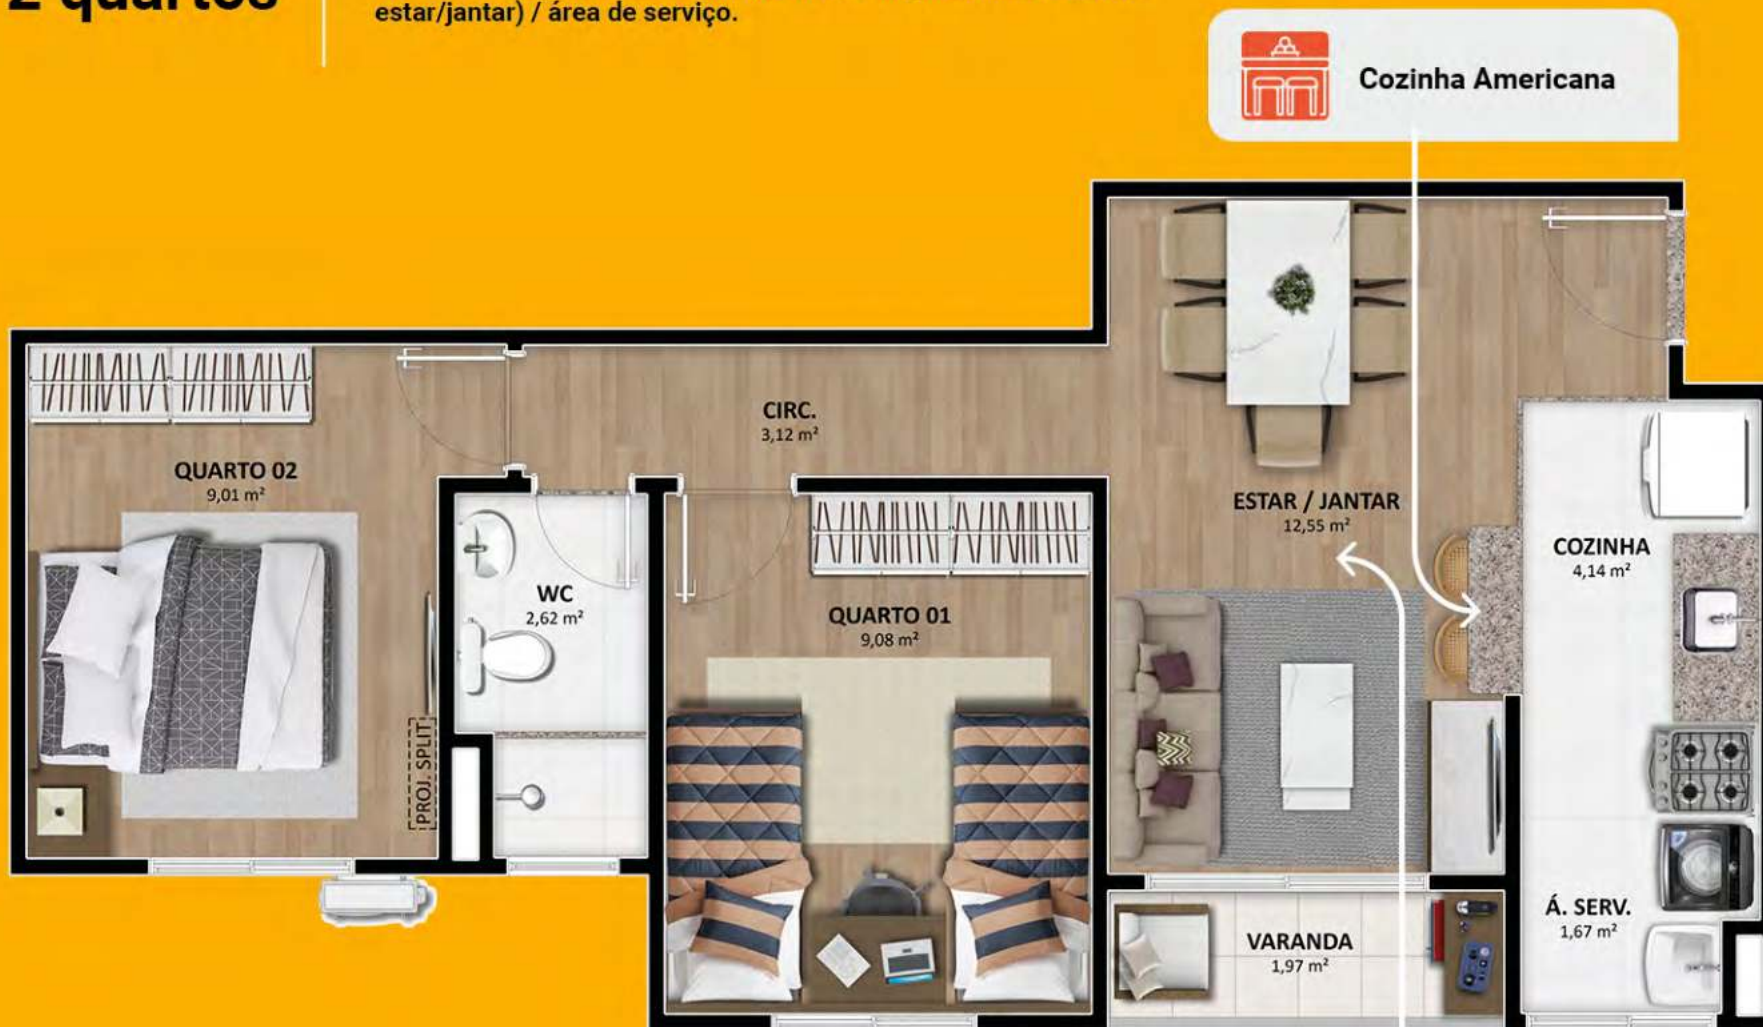 2 quartos
estar/jantar) / área de serviço.
Cozinha Americana
CIRC.
3,12 m²
QUARTO 02
9,01 m²
ESTAR / JANTAR
12,55 m²
COZINHA
4,14 m²
WC
2,62 m²
QUARTO 01
9,08 m²
PROJ. SPLIT
Á. SERV.
1,67 m²
VARANDA
1,97 m²